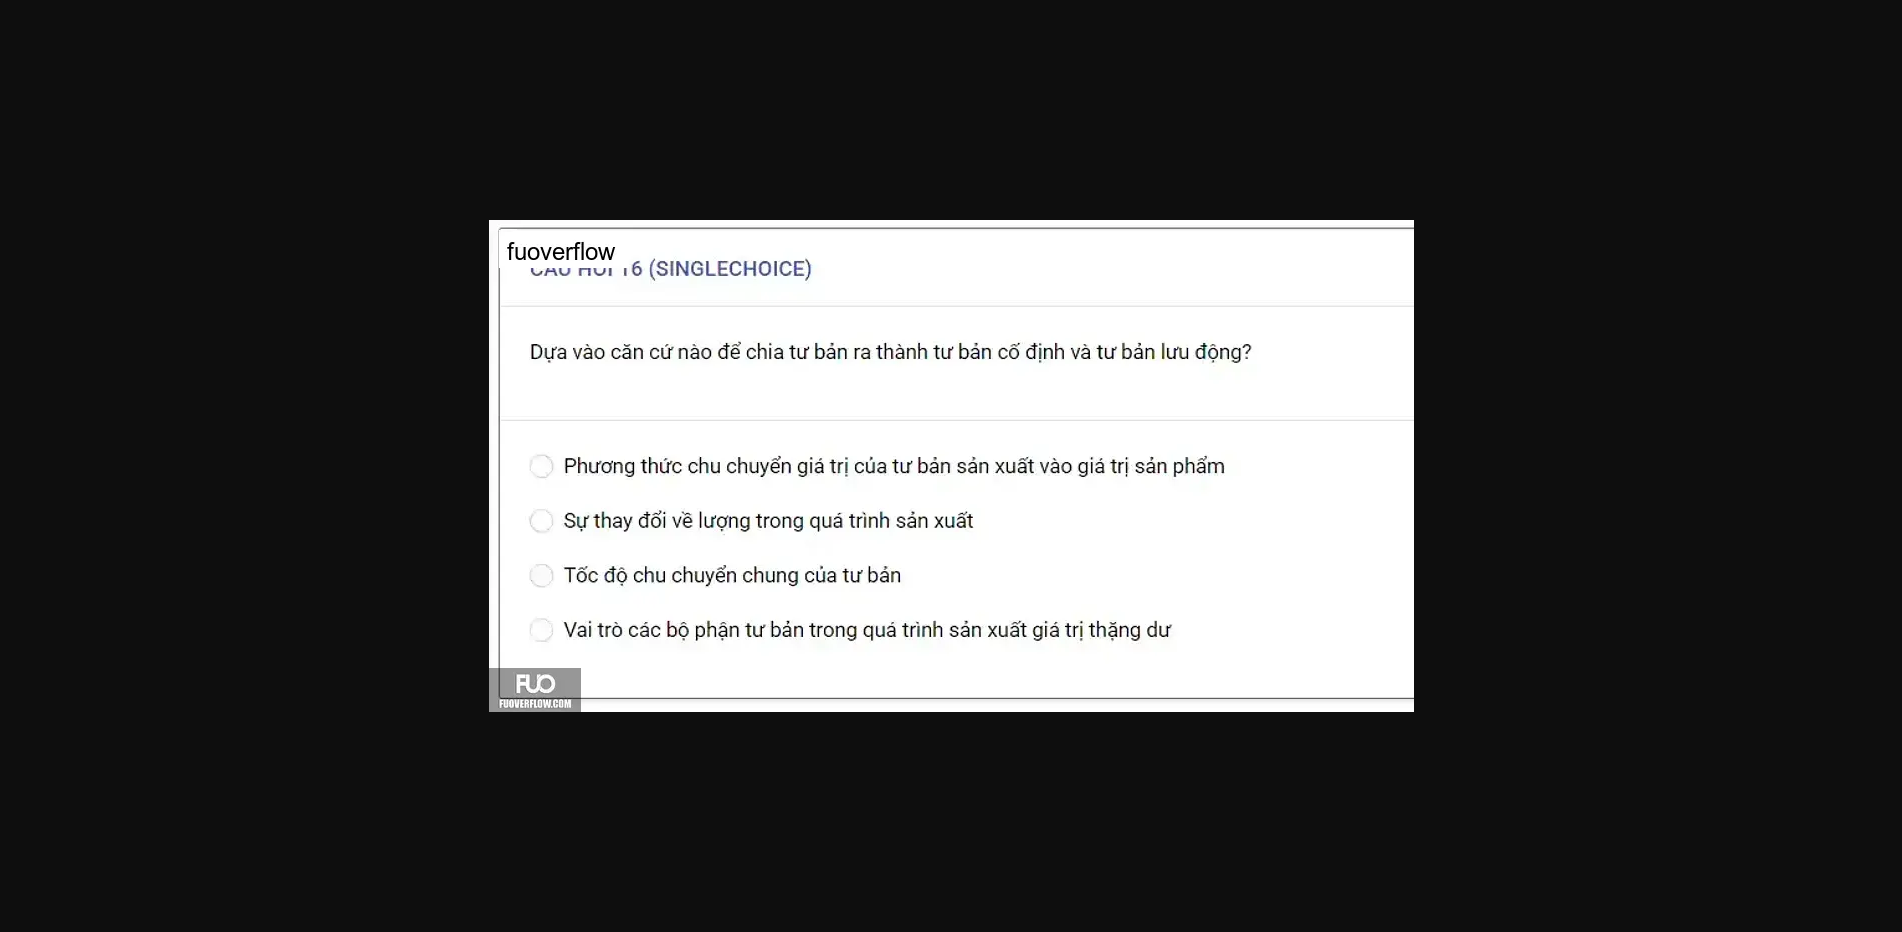 fuoverflow
CÂU HỎI 16 (SINGLECHOICE)
Dựa vào căn cứ nào để chia tư bản ra thành tư bản cố định và tư bản lưu động?
Phương thức chu chuyển giá trị của tư bản sản xuất vào giá trị sản phẩm
Sự thay đổi về lượng trong quá trình sản xuất
Tốc độ chu chuyển chung của tư bản
Vai trò các bộ phận tư bản trong quá trình sản xuất giá trị thặng dư
FUO
FUOVERFLOW.COM